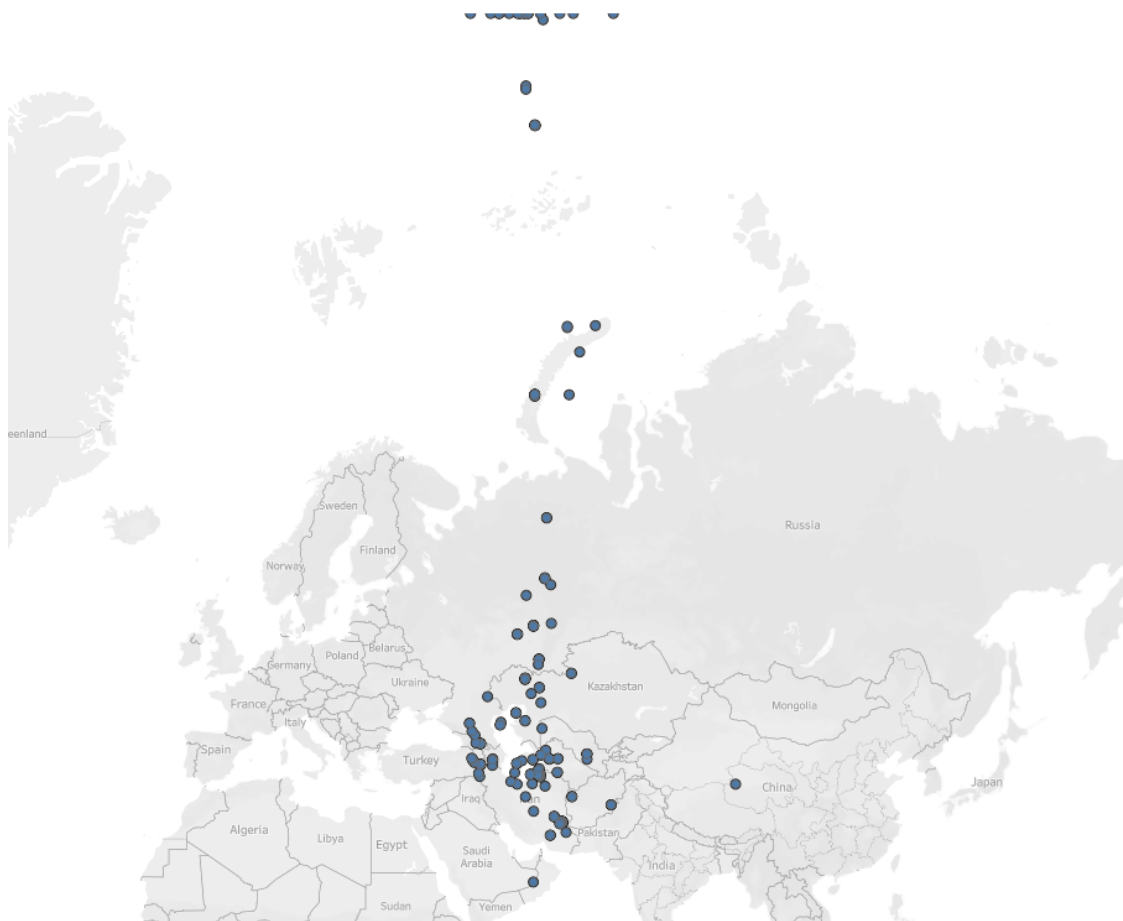 eenland
Sweden
Russia
Finland
Norway
Belarus
Poland
Germany
Ukraine
Kazakhstan
France
Mongolia
Italy
Spain
Turkey
Japan
China
Iraq
an
Algeria
Pakistan
Libya
Egypt
Saudi
Arabia
India
Sudan
Yemen